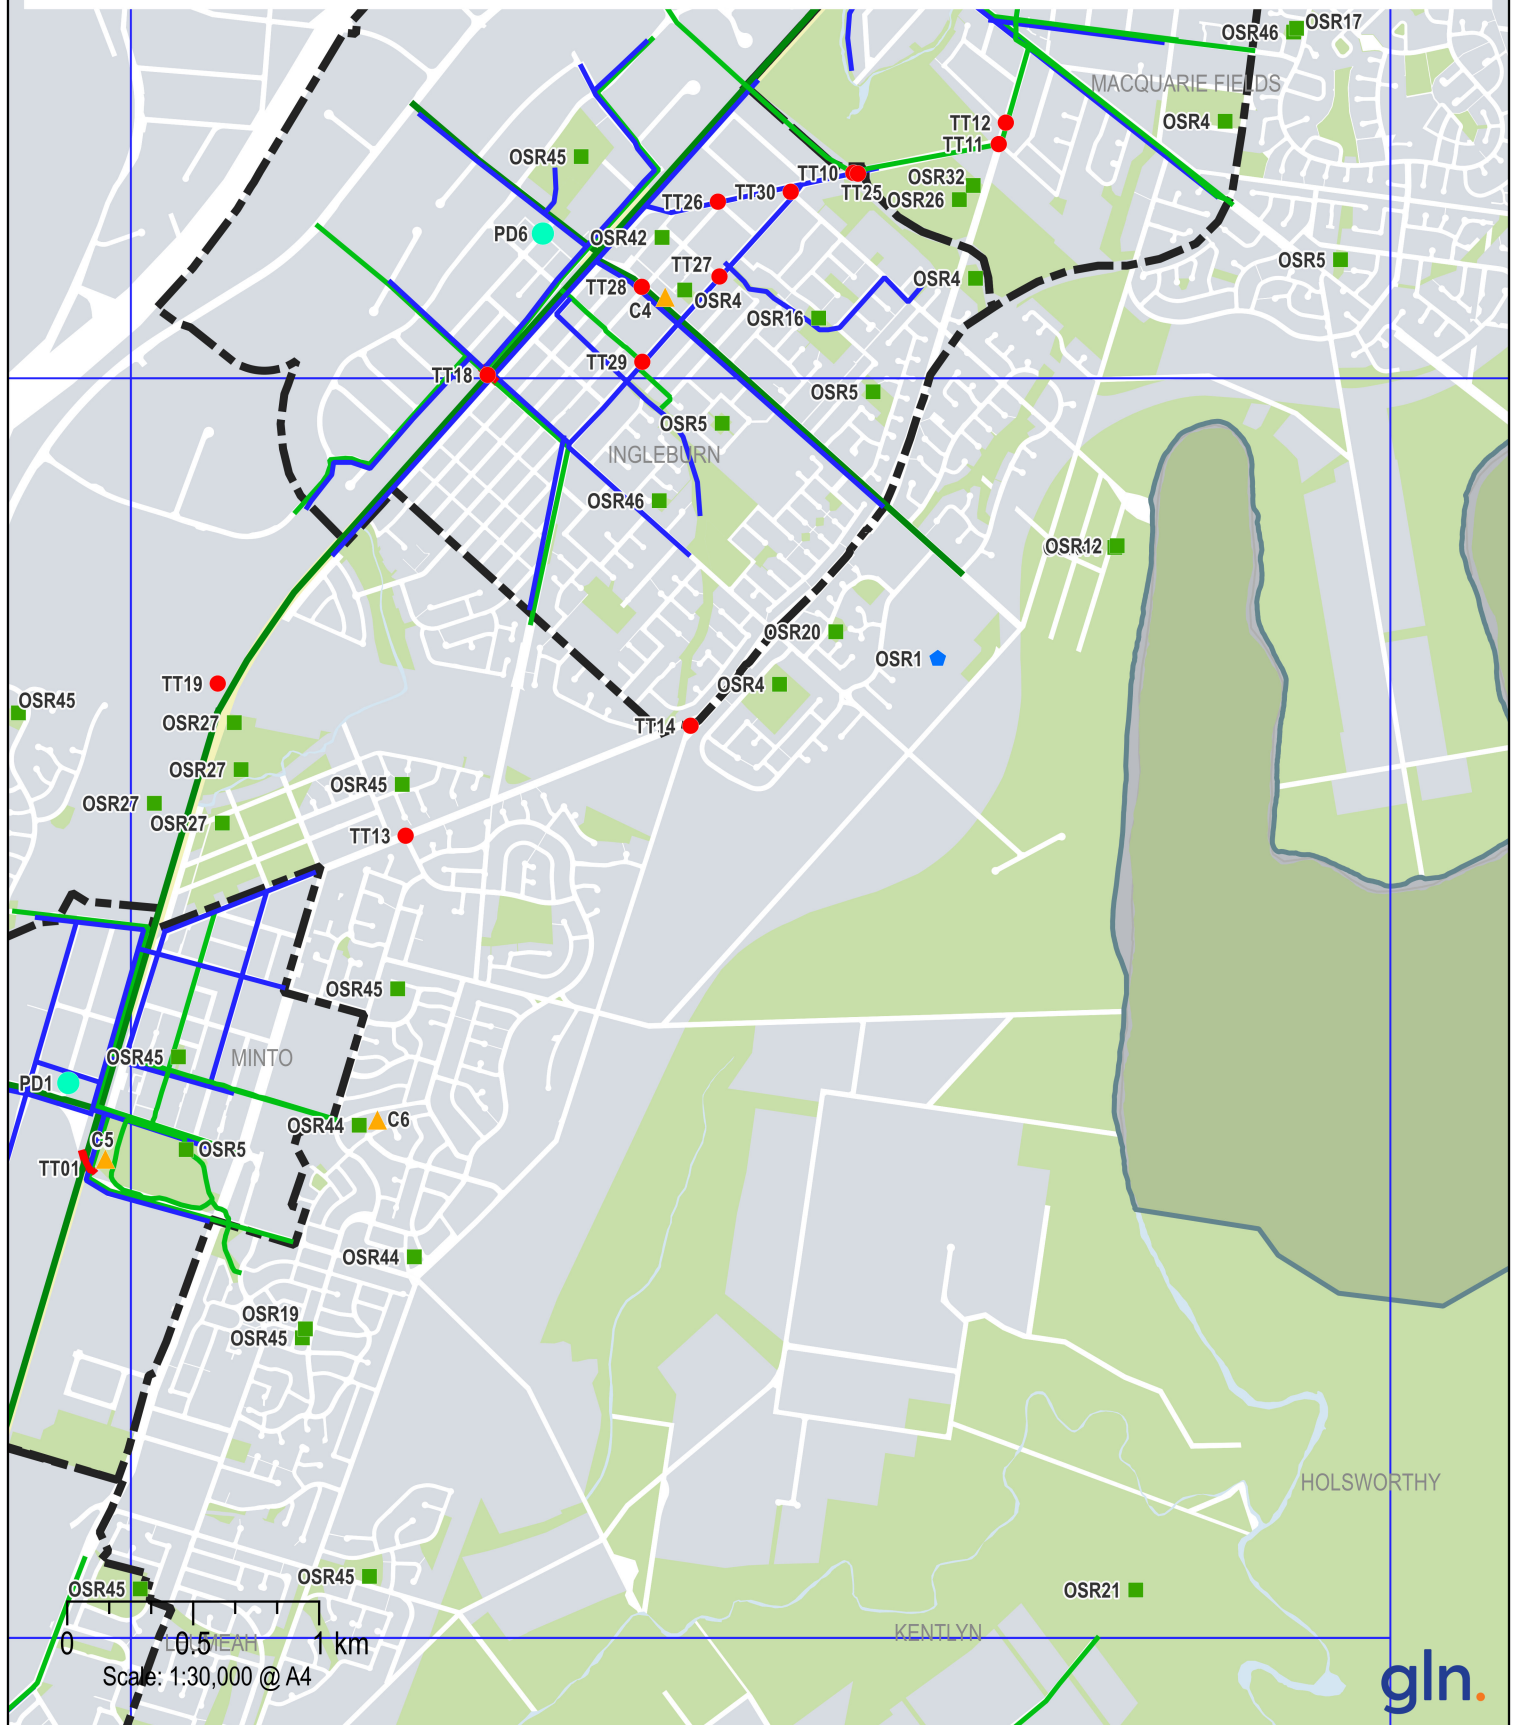 OSR46
OSR17
MACQUARIE FIELDS
TT12
OSR4
TT11
OSR45
TT10
TT30
TT25
OSR32
TT26
OSR26
PD6
OSR42
TT27
OSR5
TT28
OSR4
OSR4
C4
OSR16
TT29
TT18
OSR5
OSR5
INGLEBURN
OSR46
OSR12
OSR20
OSR1
TT19
OSR4
OSR45
OSR27
TT14
OSR27
OSR45
OSR27
OSR27
TT13
OSR45
OSR45
MINTO
PD1
C6
OSR44
C5
OSR5
TT01
OSR44
OSR19
OSR45
HOLSWORTHY
OSR45
OSR45
OSR21
KENTLYN
LEUMEAH
0 0.5 1 km
Scale: 1:30,000 @ A4
gln.